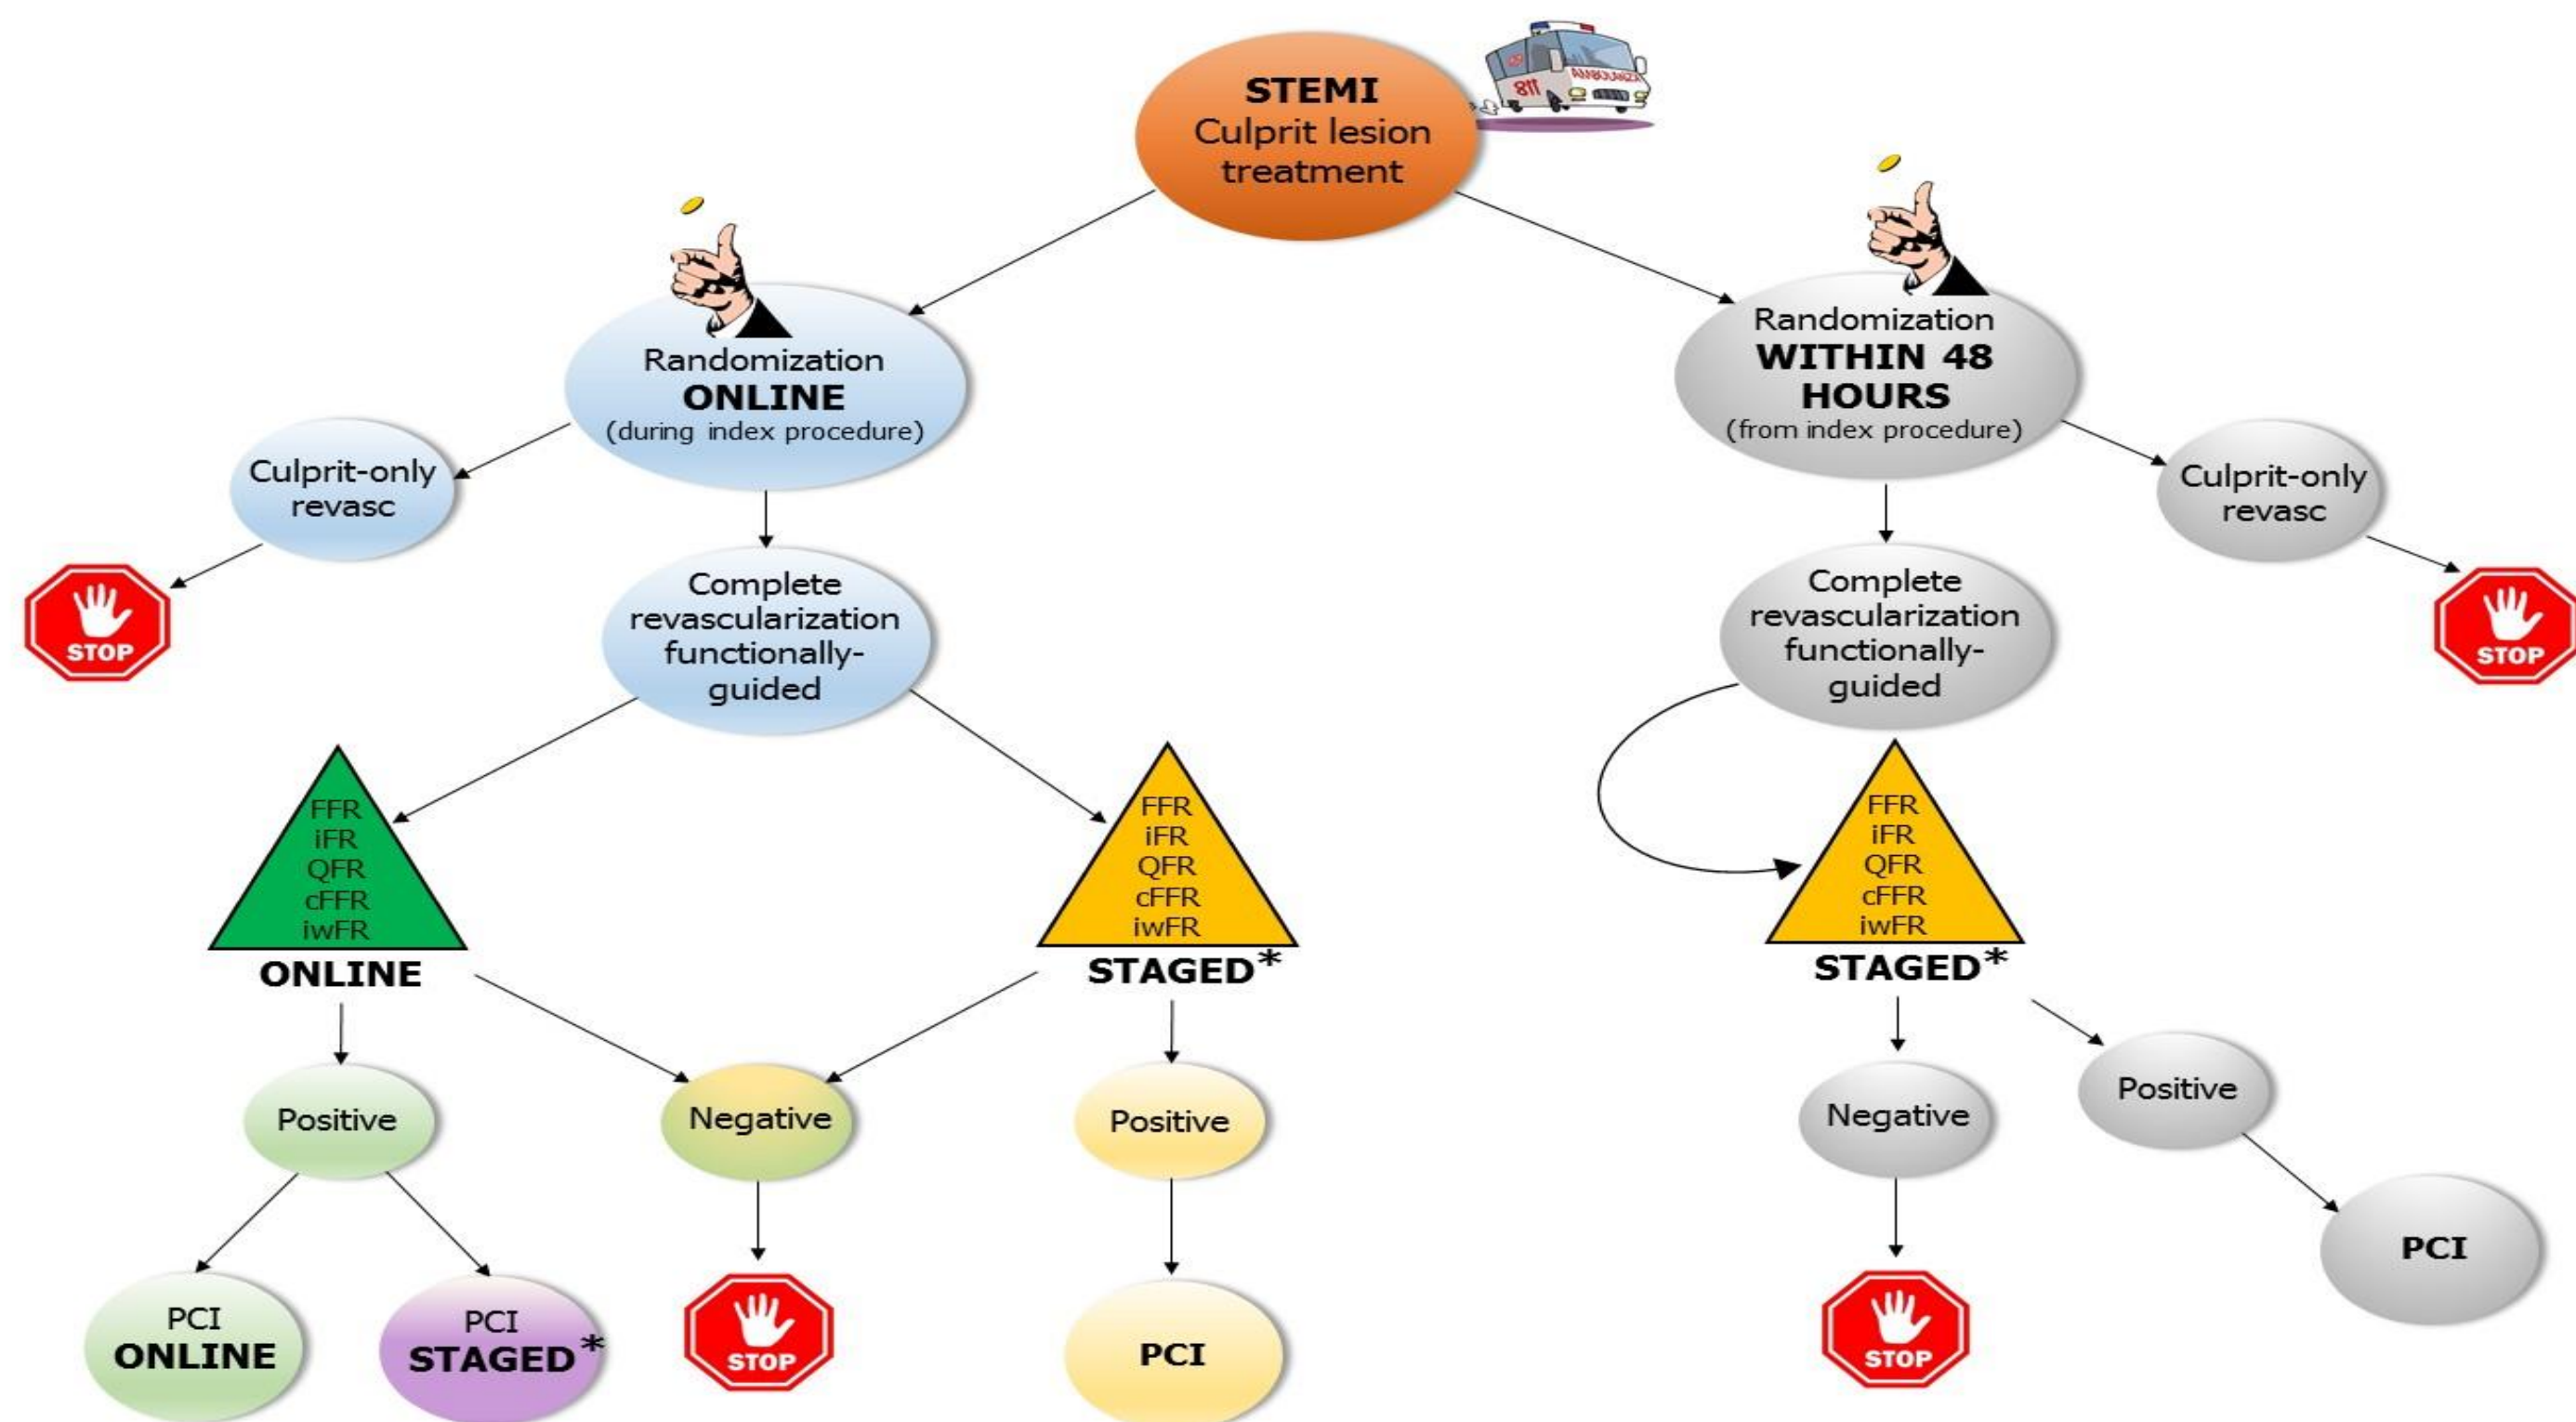 STEMI
Culprit lesion
treatment
AMBULANZA
118
Randomization
ONLINE
(during index procedure)
Randomization
WITHIN 48
HOURS
(from index procedure)
Culprit-only
revasc
Culprit-only
revasc
STOP
Complete
revascularization
functionally-
guided
Complete
revascularization
functionally-
guided
STOP
FFR
iFR
QFR
cFFR
iwFR
ONLINE
FFR
iFR
QFR
cFFR
iwFR
STAGED*
FFR
iFR
QFR
cFFR
iwFR
STAGED*
Positive
Negative
Positive
Negative
Positive
PCI
ONLINE
PCI
STAGED*
STOP
PCI
STOP
PCI